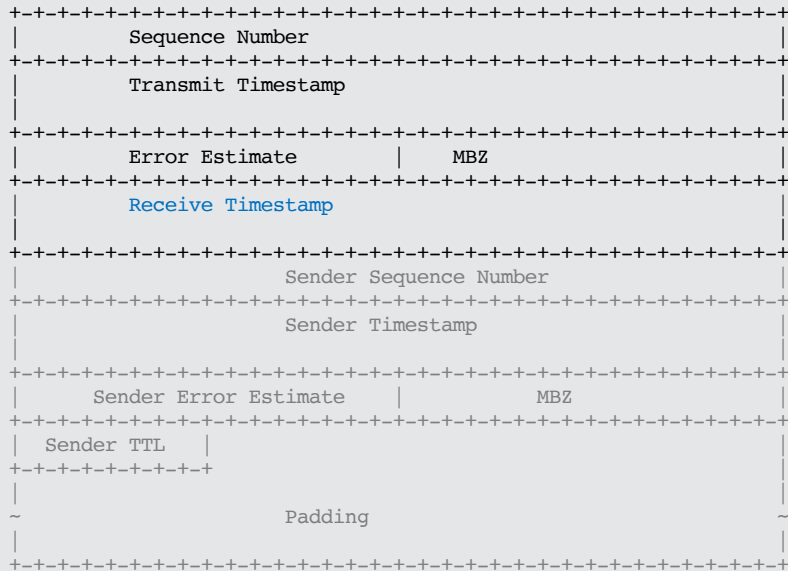 +-+-+-+-+-+-+-+-+-+-+-+-+-+-+-+-+-+-+-+-+-+-+-+-+-+-+-+-+-+-+-+-+
|         Sequence Number                                        |
+-+-+-+-+-+-+-+-+-+-+-+-+-+-+-+-+-+-+-+-+-+-+-+-+-+-+-+-+-+-+-+-+
|         Transmit Timestamp                                     |
|                                                                |
+-+-+-+-+-+-+-+-+-+-+-+-+-+-+-+-+-+-+-+-+-+-+-+-+-+-+-+-+-+-+-+-+
|         Error Estimate        |    MBZ                         |
+-+-+-+-+-+-+-+-+-+-+-+-+-+-+-+-+-+-+-+-+-+-+-+-+-+-+-+-+-+-+-+-+
|         Receive Timestamp                                      |
|                                                                |
+-+-+-+-+-+-+-+-+-+-+-+-+-+-+-+-+-+-+-+-+-+-+-+-+-+-+-+-+-+-+-+-+
|                      Sender Sequence Number                    |
+-+-+-+-+-+-+-+-+-+-+-+-+-+-+-+-+-+-+-+-+-+-+-+-+-+-+-+-+-+-+-+-+
|                      Sender Timestamp                          |
|                                                                |
+-+-+-+-+-+-+-+-+-+-+-+-+-+-+-+-+-+-+-+-+-+-+-+-+-+-+-+-+-+-+-+-+
|      Sender Error Estimate    |           MBZ                  |
+-+-+-+-+-+-+-+-+-+-+-+-+-+-+-+-+-+-+-+-+-+-+-+-+-+-+-+-+-+-+-+-+
|  Sender TTL   |                                                |
+-+-+-+-+-+-+-+-+                                                |
|                                                                |
~                      Padding                                   ~
|                                                                |
+-+-+-+-+-+-+-+-+-+-+-+-+-+-+-+-+-+-+-+-+-+-+-+-+-+-+-+-+-+-+-+-+